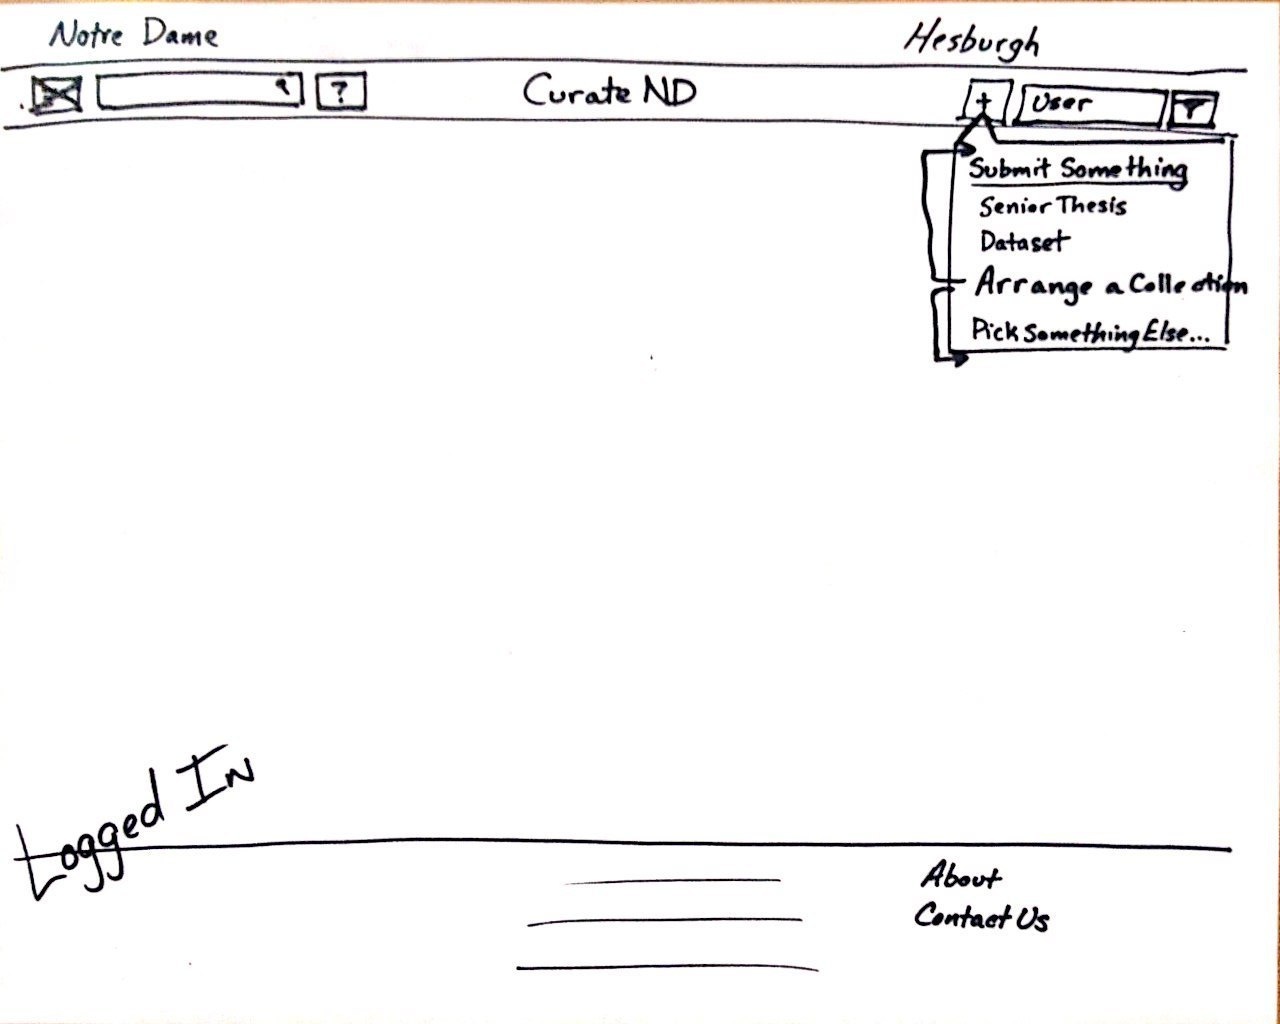 Notre Dame
Hesburgh
?
Curate ND
+
User
Submit Something
Senior Thesis
Dataset
Arrange a Collection
Pick Something Else...
Logged In
About
Contact Us